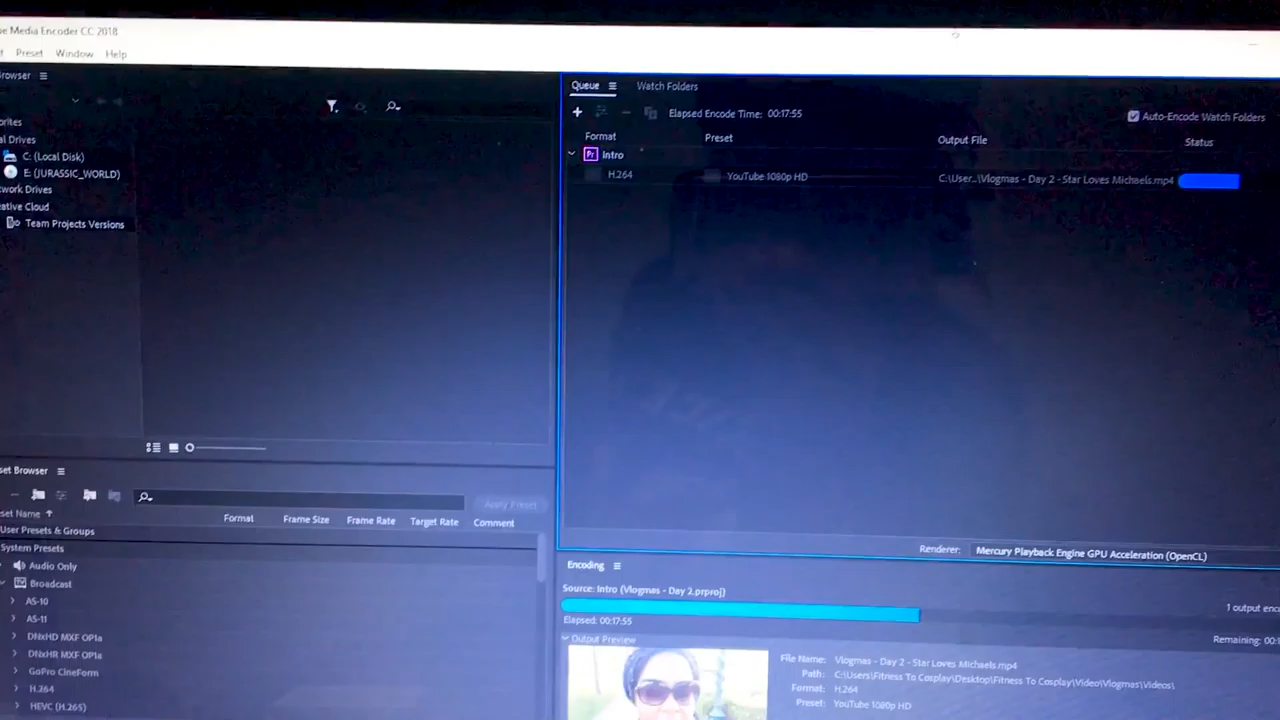 e Media Encoder CC 2018
t Preset Window Help
rowser
Queue
Watch Folders
Elapsed Encode Time: 00:17:55
Auto-Encode Watch Folders
Format
Preset
Output File
Status
orites
al Drives
C: (Local Disk)
E: (JURASSIC_WORLD)
work Drives
eative Cloud
Team Projects Versions
Pr Intro
H.264
YouTube 1080p HD
C:\User...\Vlogmas - Day 2 - Star Loves Michaels.mp4
set Browser
Apply Preset
set Name
Format
Frame Size
Frame Rate
Target Rate
Comment
User Presets & Groups
System Presets
Audio Only
Broadcast
AS-10
AS-11
DNxHD MXF OP1a
DNxHR MXF OP1a
GoPro CineForm
H.264
HEVC (H.265)
Renderer: Mercury Playback Engine GPU Acceleration (OpenCL)
Encoding
Source: Intro (Vlogmas - Day 2.prproj)
1 output enc
Elapsed: 00:17:55
Remaining: 00:1
Output Preview
File Name: Vlogmas - Day 2 - Star Loves Michaels.mp4
Path: C:\Users\Fitness To Cosplay\Desktop\Fitness To Cosplay\Video\Vlogmas\Videos\
Format: H.264
Preset: YouTube 1080p HD